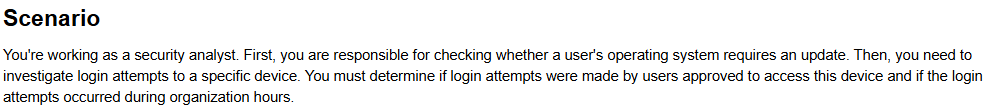 Scenario
You're working as a security analyst. First, you are responsible for checking whether a user's operating system requires an update. Then, you need to
investigate login attempts to a specific device. You must determine if login attempts were made by users approved to access this device and if the login
attempts occurred during organization hours.